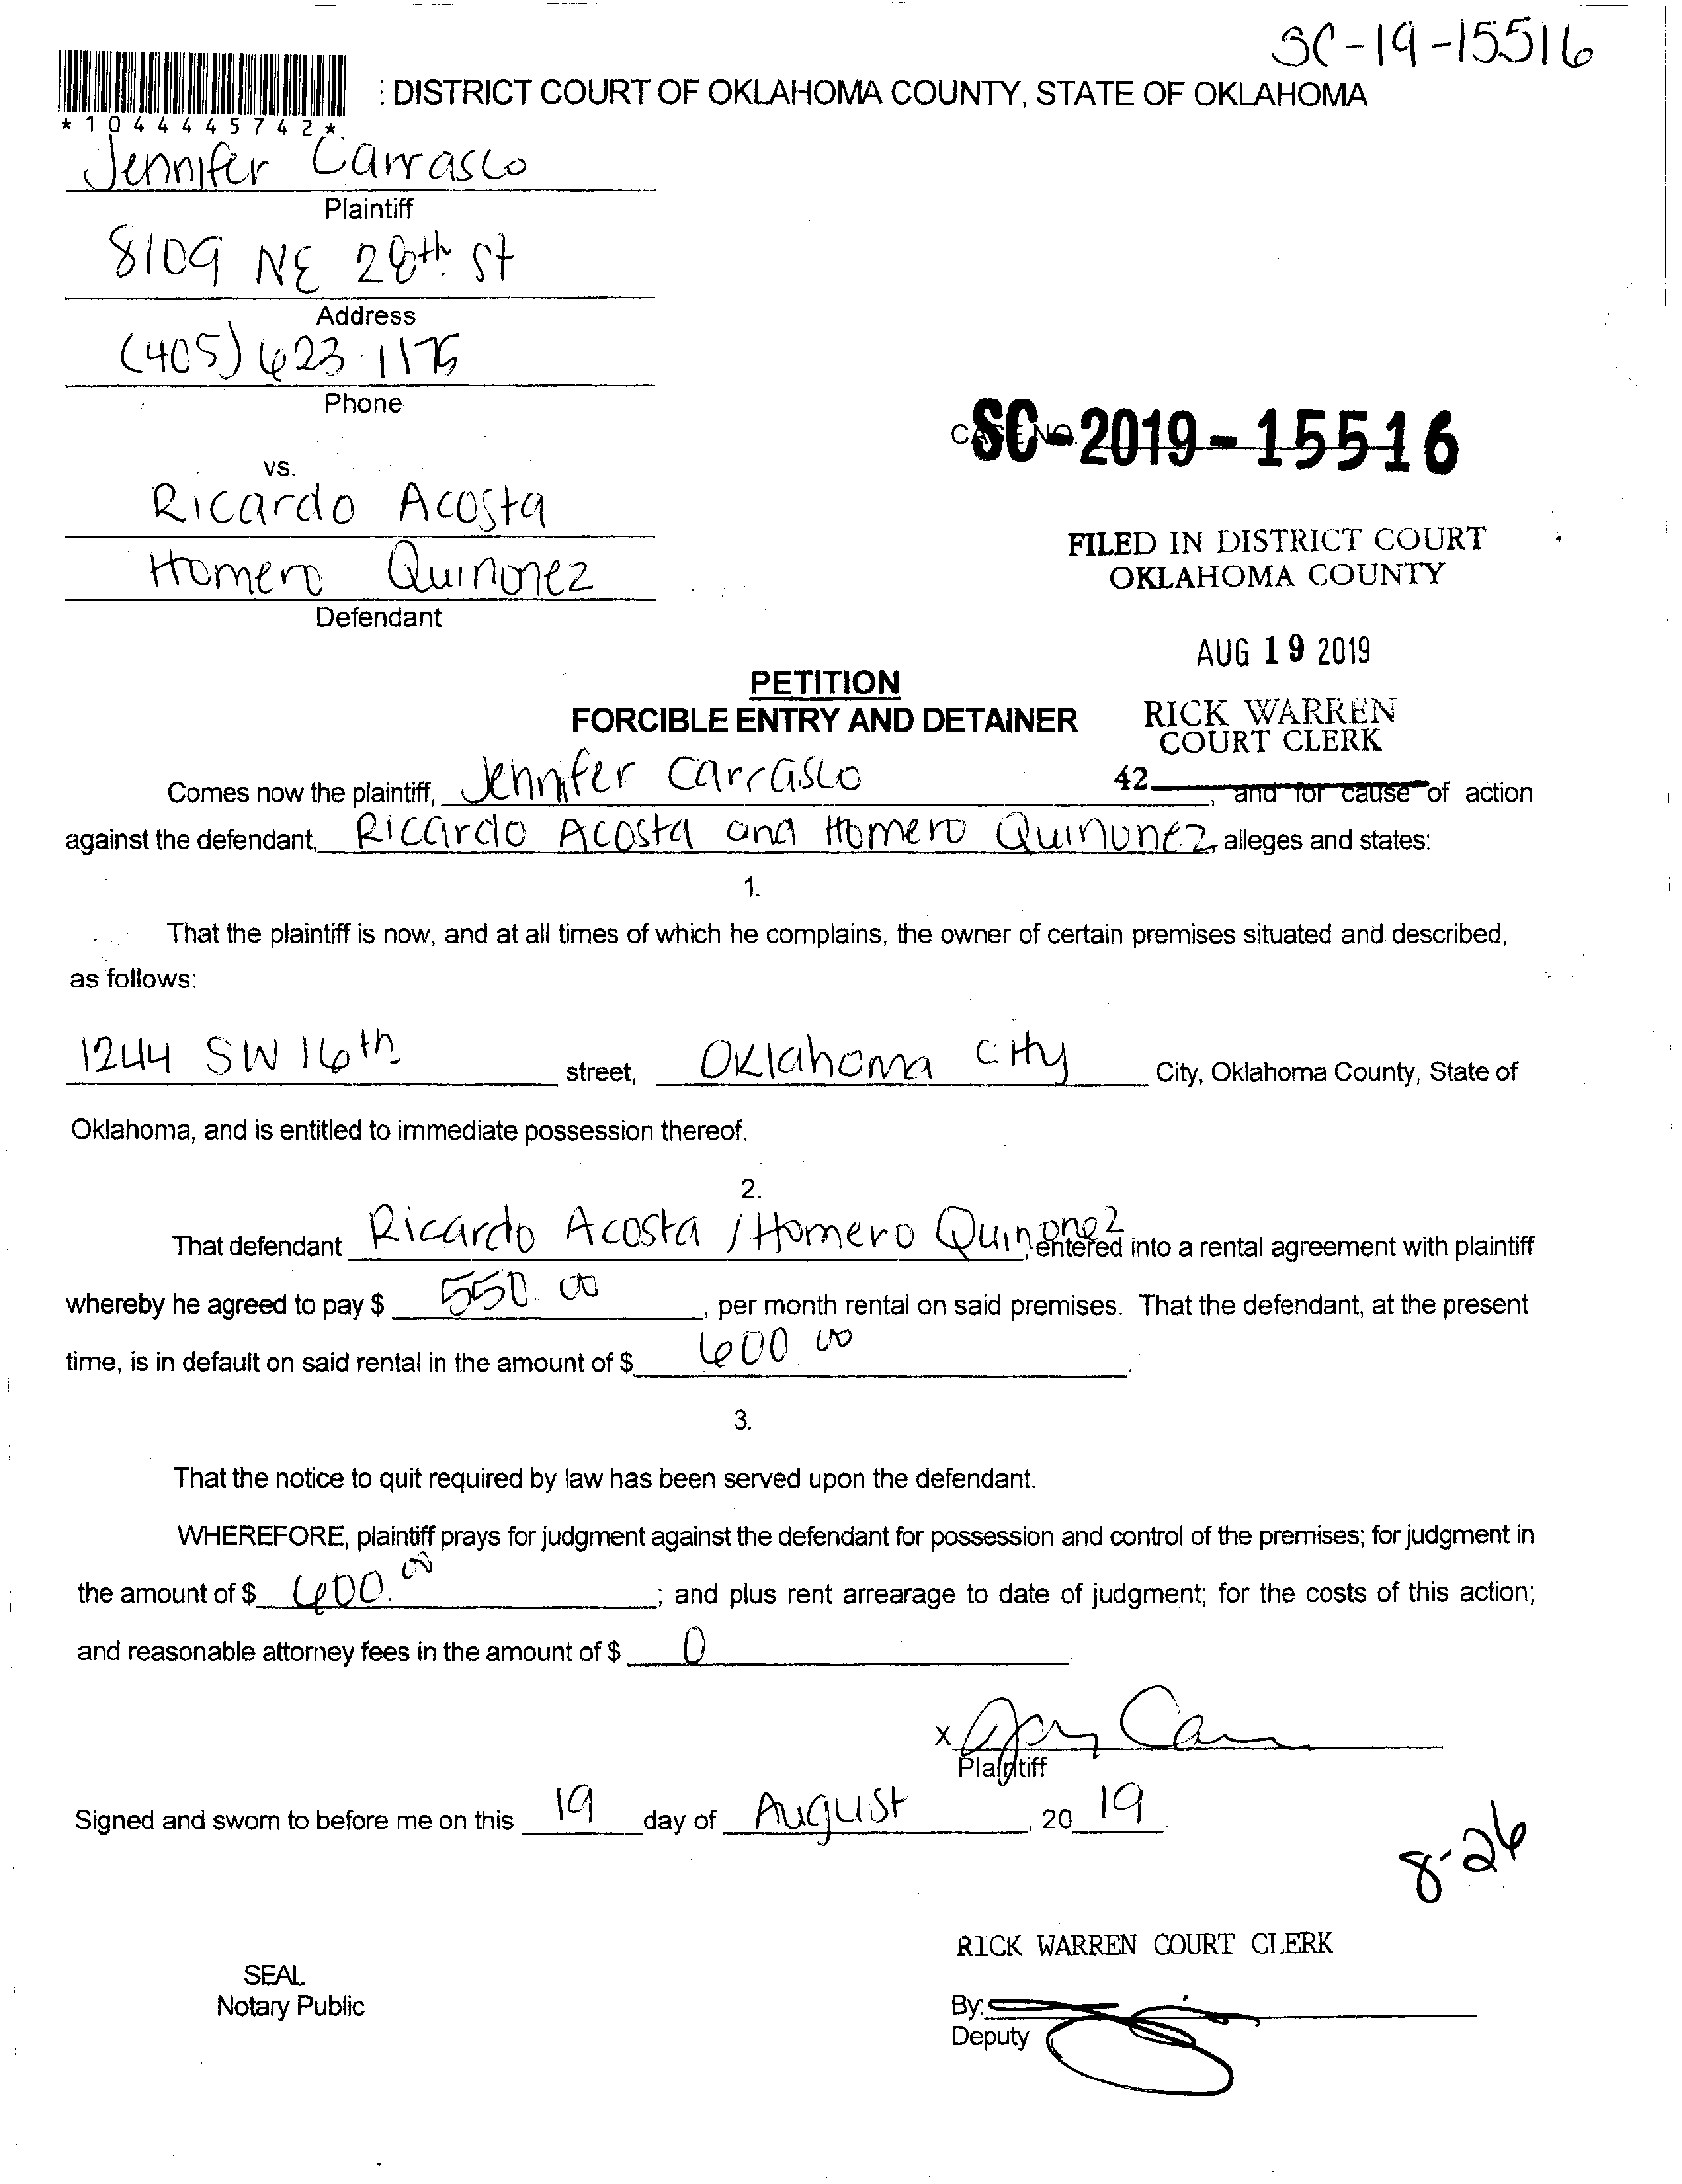 SC-19-15516
: DISTRICT COURT OF OKLAHOMA COUNTY, STATE OF OKLAHOMA
*1044445742*
Jennifer Carrasco
Plaintiff
8109 NE 28th St
Address
(405) 623 1175
Phone
SC-2019-15516
vs.
Ricardo Acosta
Homero Quinonez
Defendant
FILED IN DISTRICT COURT
OKLAHOMA COUNTY
AUG 19 2019
RICK WARREN
COURT CLERK
42
PETITION
FORCIBLE ENTRY AND DETAINER
Comes now the plaintiff, Jennifer Carrasco, and for cause of action
against the defendant, Ricardo Acosta and Homero Quinonez, alleges and states:
1.
That the plaintiff is now, and at all times of which he complains, the owner of certain premises situated and described,
as follows:
1244 SW 16th street, Oklahoma City City, Oklahoma County, State of
Oklahoma, and is entitled to immediate possession thereof.
2.
That defendant Ricardo Acosta / Homero Quinonez, entered into a rental agreement with plaintiff
whereby he agreed to pay $ 550.00, per month rental on said premises. That the defendant, at the present
time, is in default on said rental in the amount of $ 600 00.
3.
That the notice to quit required by law has been served upon the defendant.
WHEREFORE, plaintiff prays for judgment against the defendant for possession and control of the premises; for judgment in
the amount of $ 600.00; and plus rent arrearage to date of judgment; for the costs of this action;
and reasonable attorney fees in the amount of $ 0.
x
Plaintiff
Signed and sworn to before me on this 19 day of August, 20 19.
8-26
RICK WARREN COURT CLERK
SEAL
Notary Public
By:
Deputy